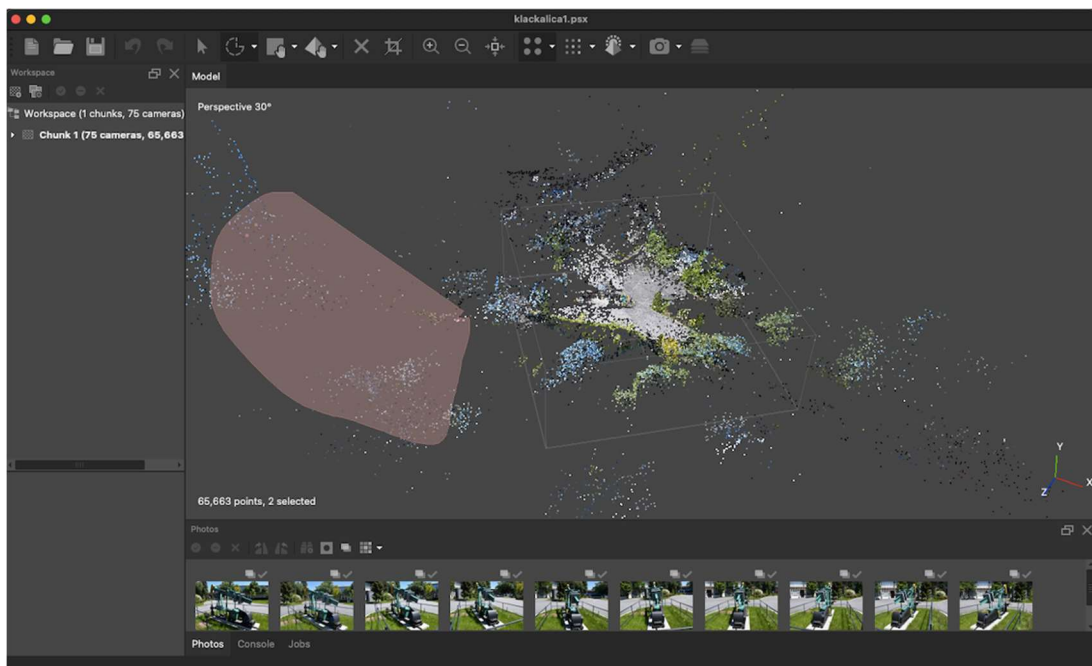 klackalica1.psx
Workspace
Model
Workspace (1 chunks, 75 cameras)
Chunk 1 (75 cameras, 65,663
Perspective 30°
Y
X
Z
65,663 points, 2 selected
Photos
Photos Console Jobs